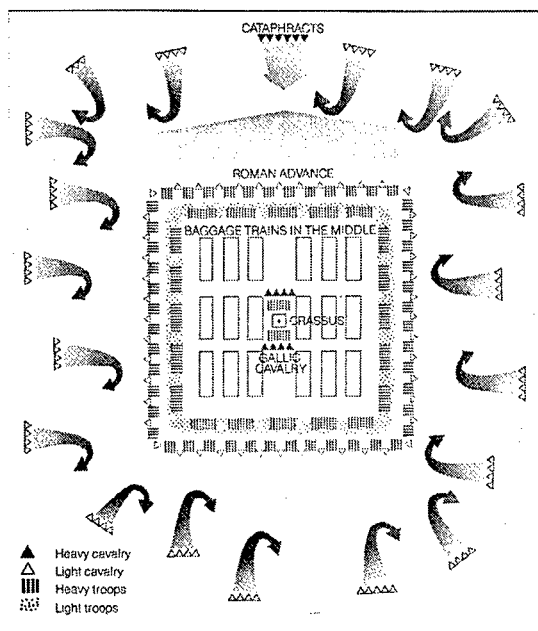 CATAPHRACTS
ROMAN ADVANCE
BAGGAGE TRAINS IN THE MIDDLE
CRASSUS
GALLIC
CAVALRY
Heavy cavalry
Light cavalry
Heavy troops
Light troops